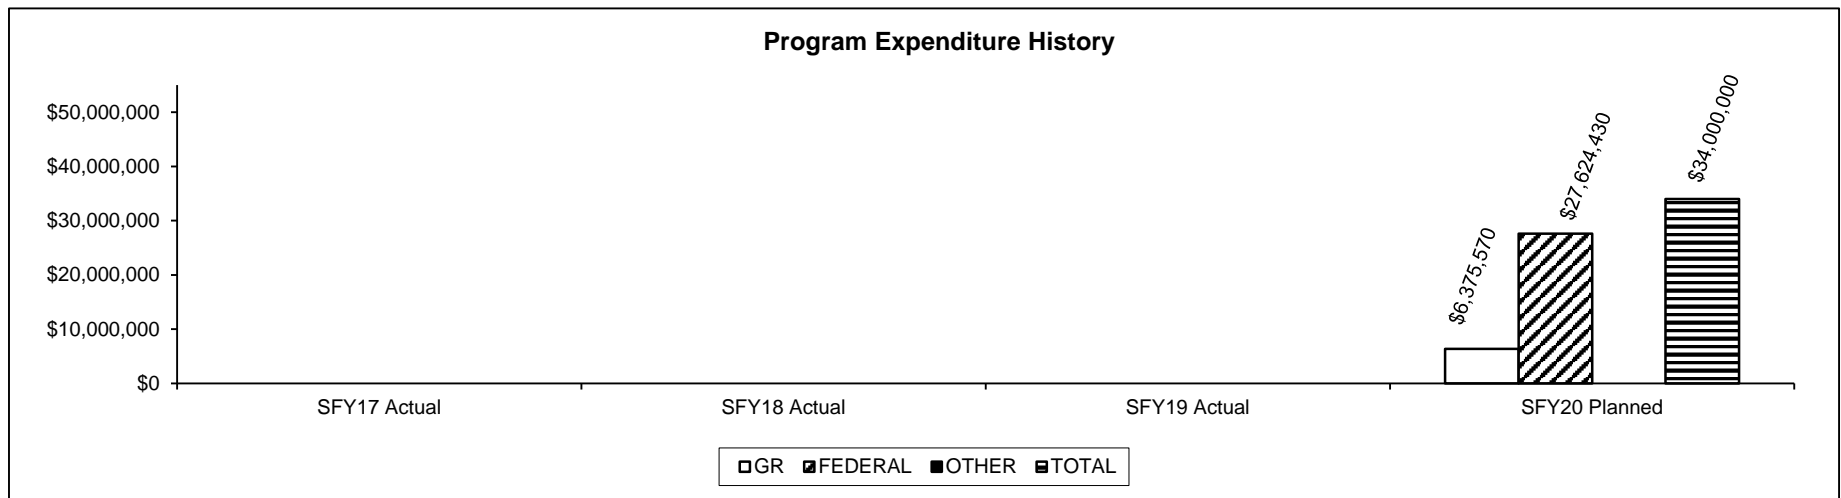 Program Expenditure History
$50,000,000
$40,000,000
$30,000,000
$20,000,000
$10,000,000
$0
$6,375,570
$27,624,430
$34,000,000
SFY17 Actual
SFY18 Actual
SFY19 Actual
SFY20 Planned
GR FEDERAL OTHER TOTAL